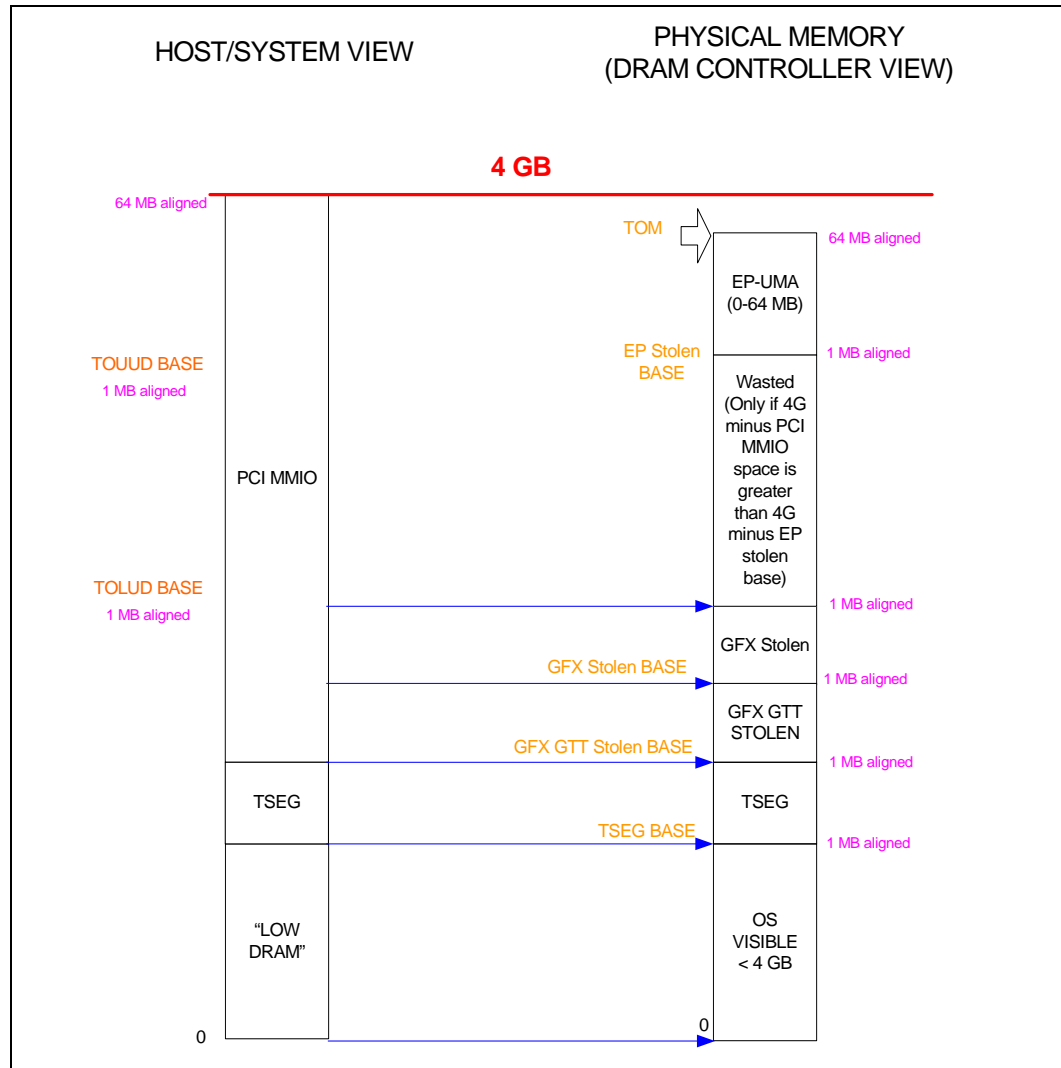 HOST/SYSTEM VIEW
PHYSICAL MEMORY
(DRAM CONTROLLER VIEW)
4 GB
64 MB aligned
TOM
64 MB aligned
EP-UMA
(0-64 MB)
TOUUD BASE
1 MB aligned
EP Stolen
BASE
1 MB aligned
Wasted
(Only if 4G
minus PCI
MMIO
space is
greater
than 4G
minus EP
stolen
base)
PCI MMIO
TOLUD BASE
1 MB aligned
1 MB aligned
GFX Stolen
GFX Stolen BASE
1 MB aligned
GFX GTT
STOLEN
GFX GTT Stolen BASE
1 MB aligned
TSEG
TSEG
TSEG BASE
1 MB aligned
“LOW
DRAM”
OS
VISIBLE
< 4 GB
0
0